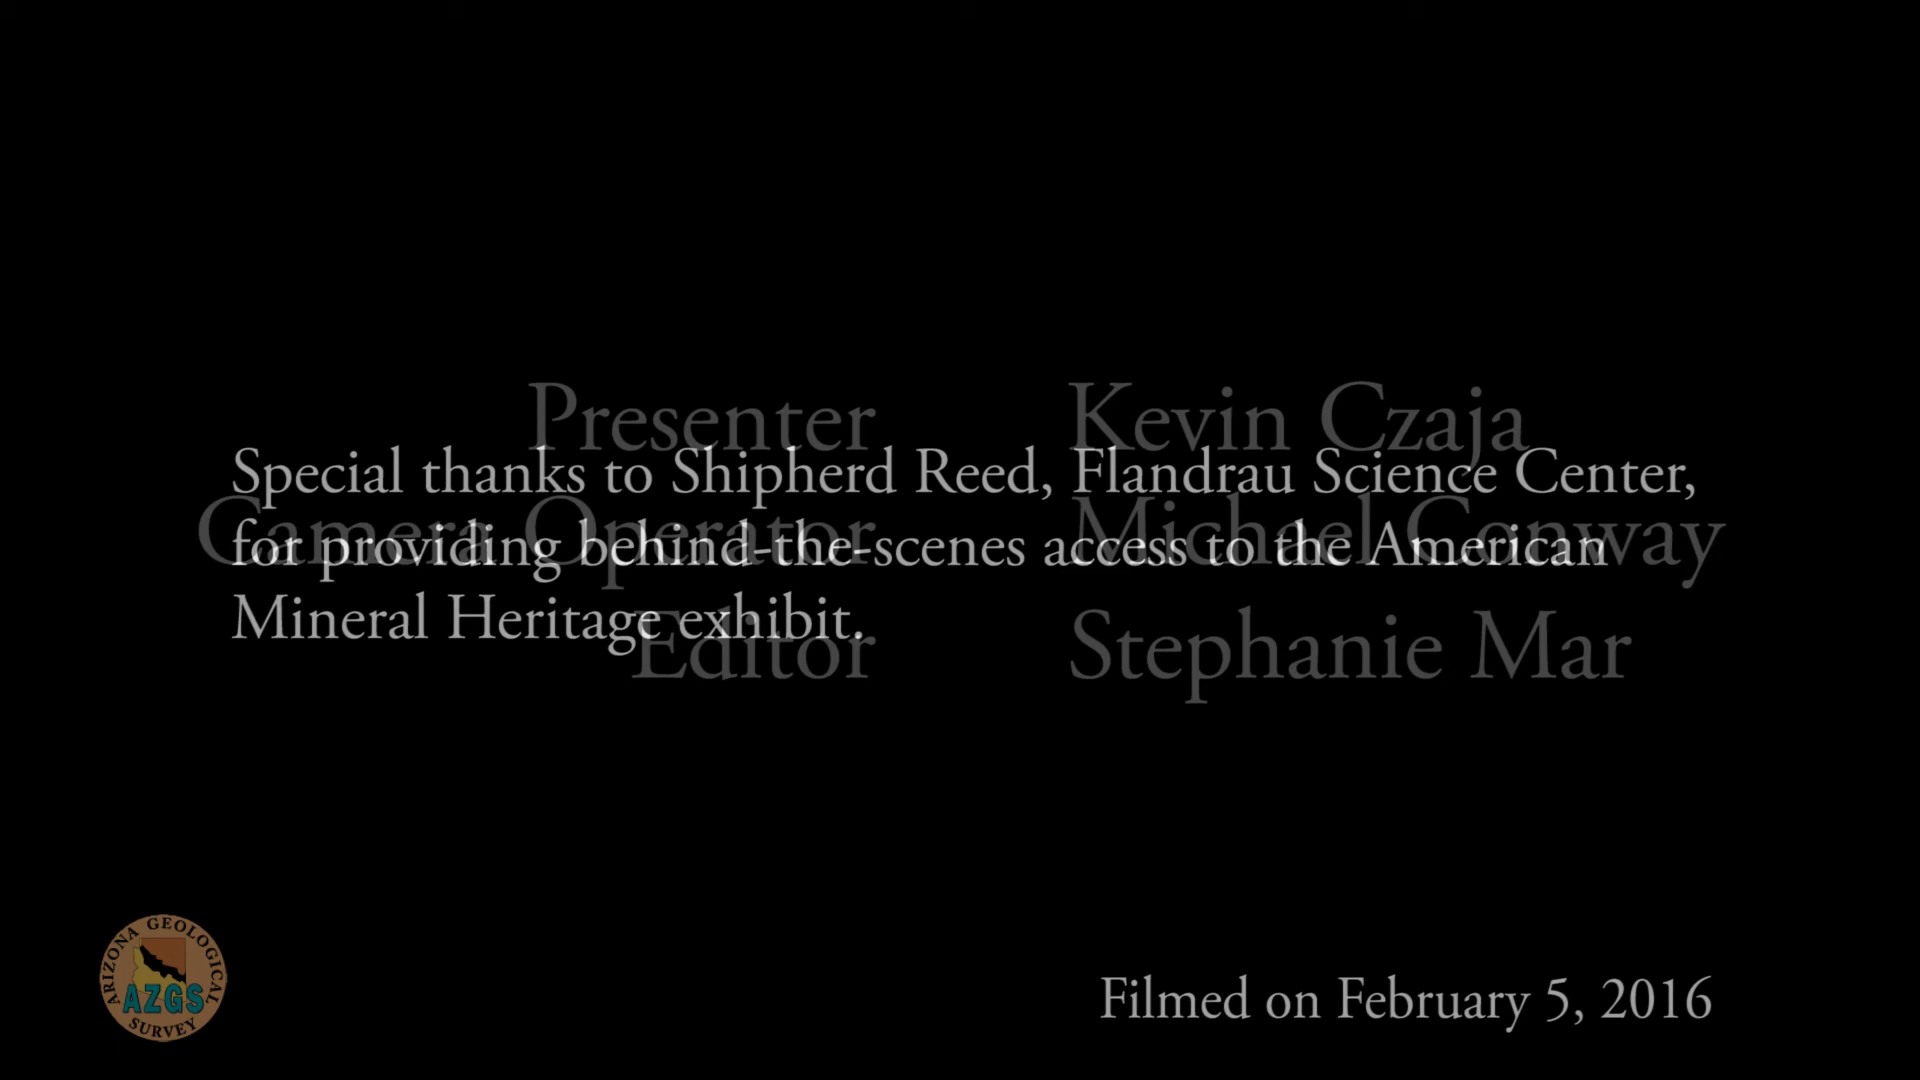 Presenter Kevin Czaja
Camera Operator Michael Conway
Editor Stephanie Mar
Special thanks to Shipherd Reed, Flandrau Science Center,
for providing behind-the-scenes access to the American
Mineral Heritage exhibit.
ARIZONA GEOLOGICAL
AZGS
SURVEY
Filmed on February 5, 2016